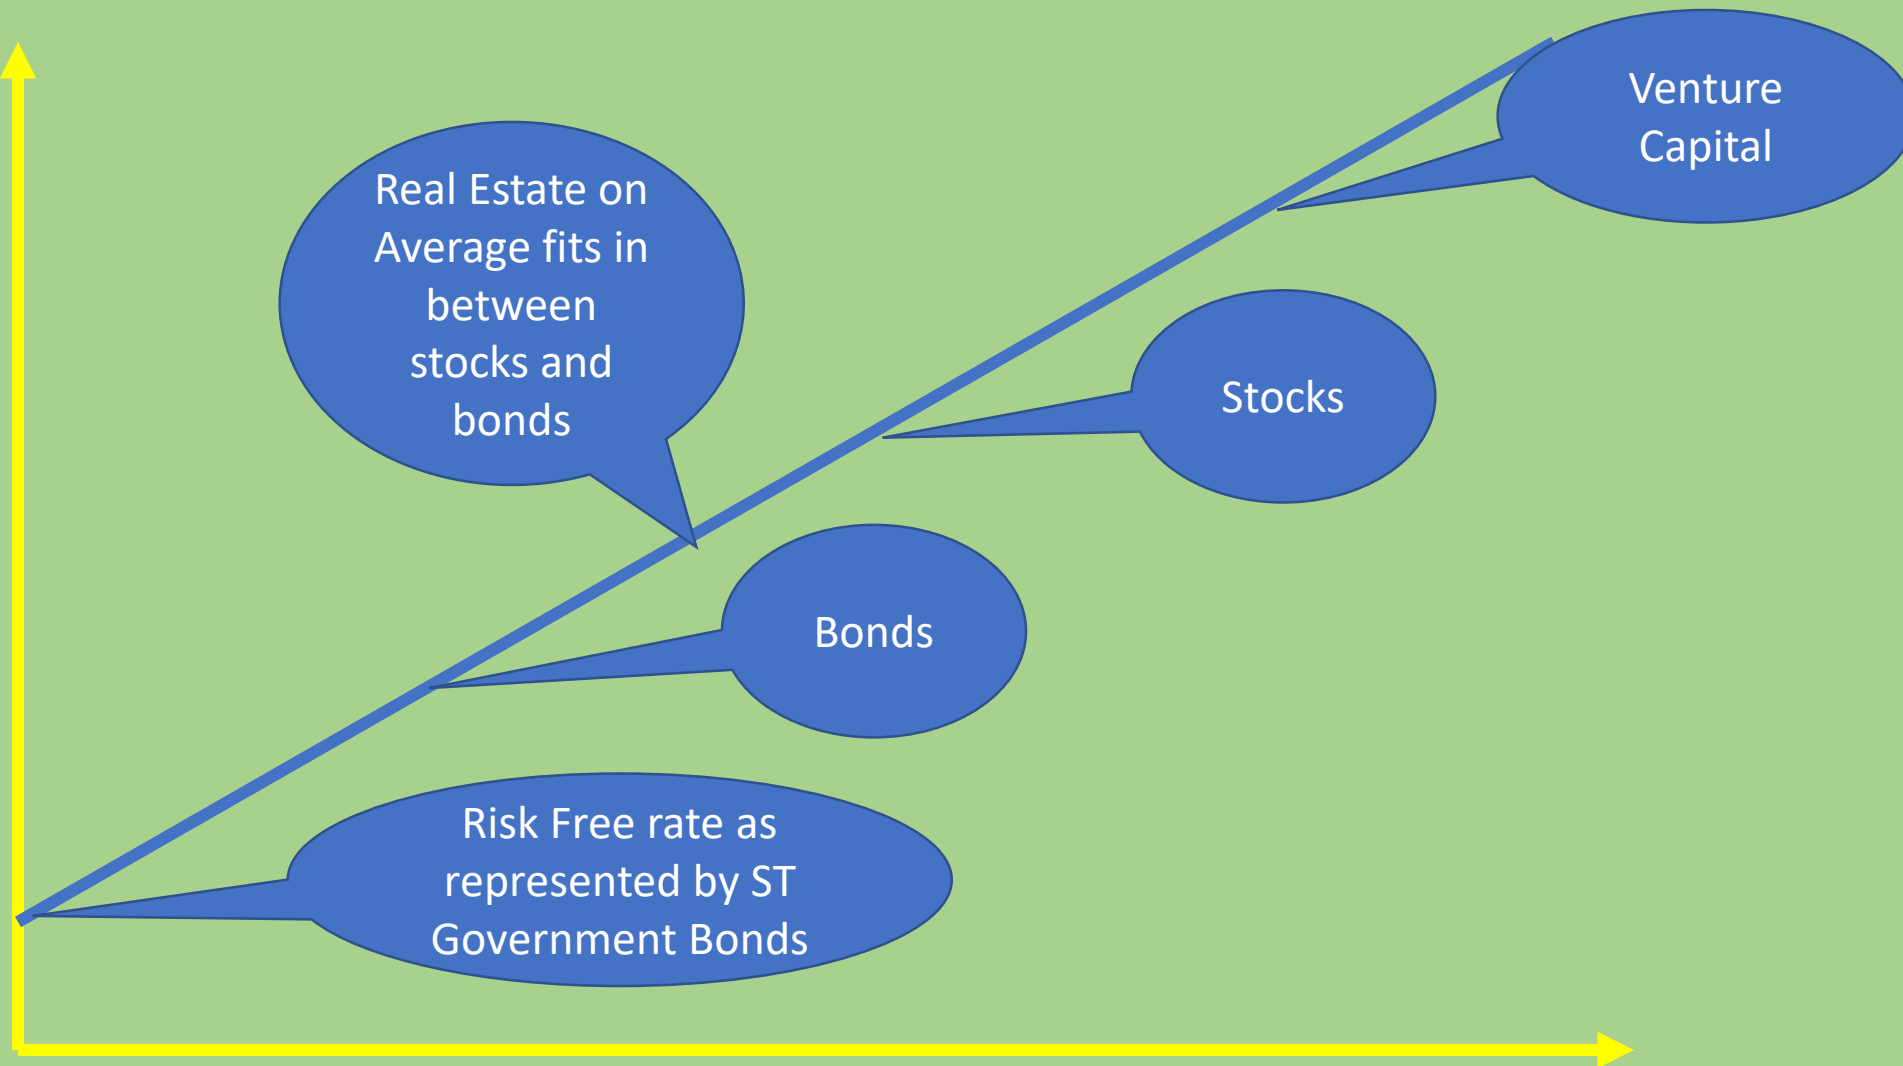 Venture
Capital
Real Estate on
Average fits in
between
stocks and
bonds
Stocks
Bonds
Risk Free rate as
represented by ST
Government Bonds